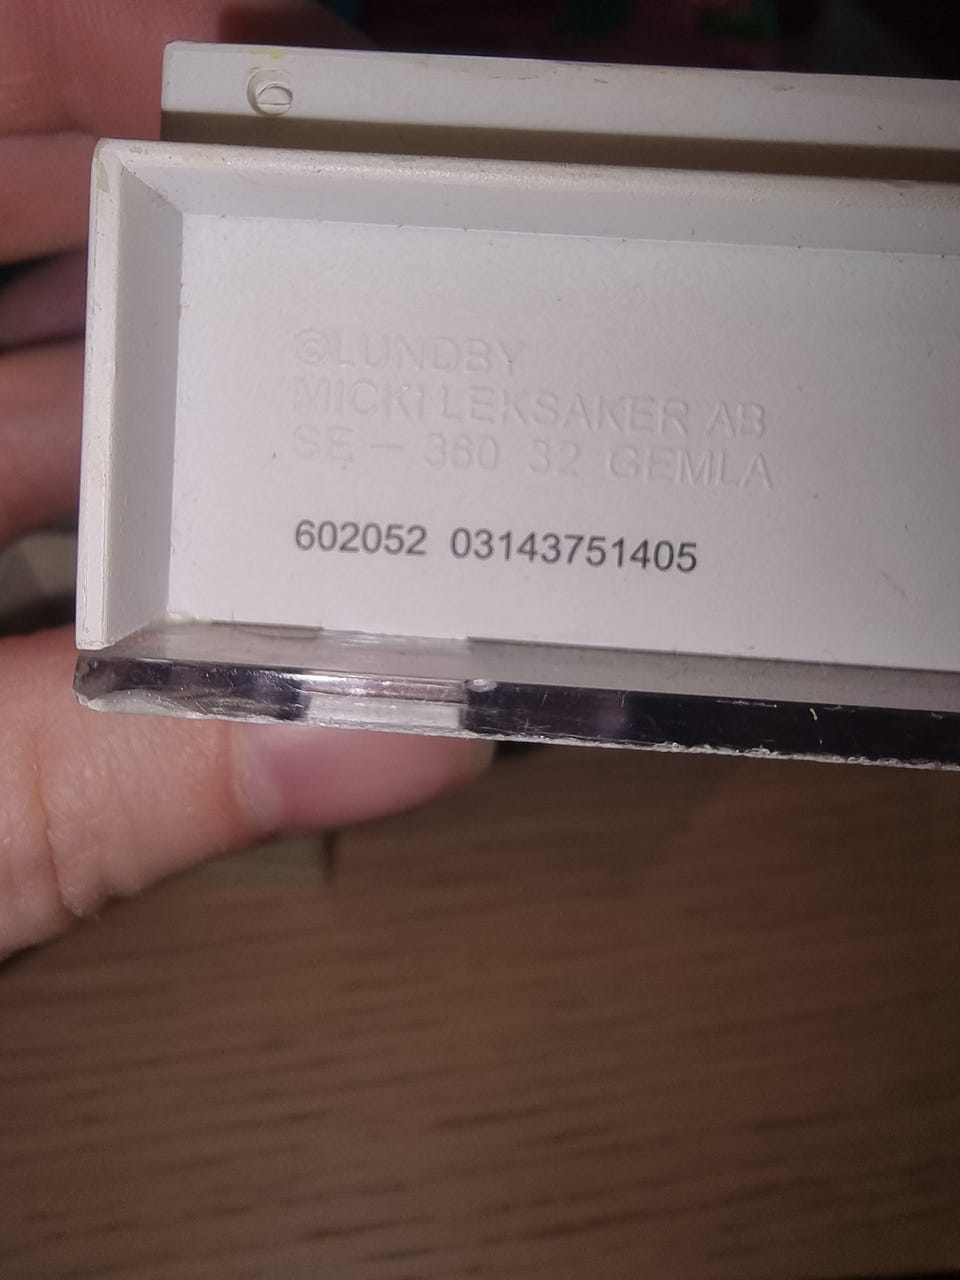 ©LUNDBY
MICKI LEKSAKER AB
SE - 360 32 GEMLA
602052 03143751405